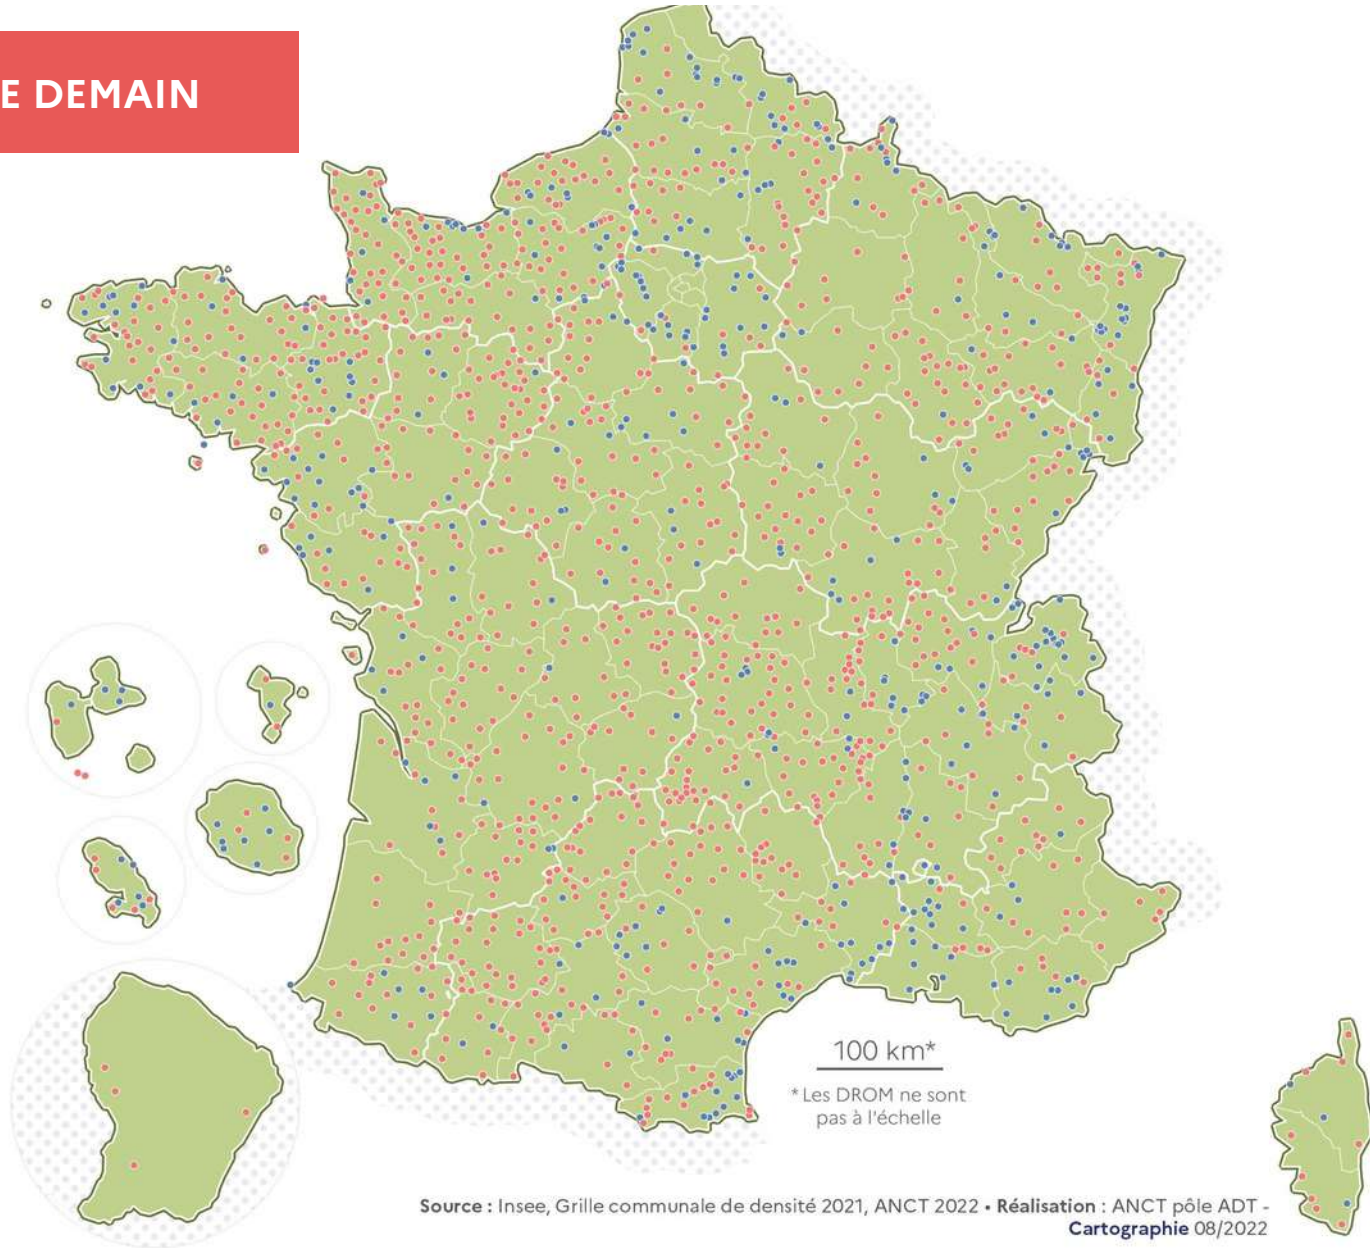 E DEMAIN
100 km*
* Les DROM ne sont
pas à l'échelle
Source : Insee, Grille communale de densité 2021, ANCT 2022 • Réalisation : ANCT pôle ADT -
Cartographie 08/2022